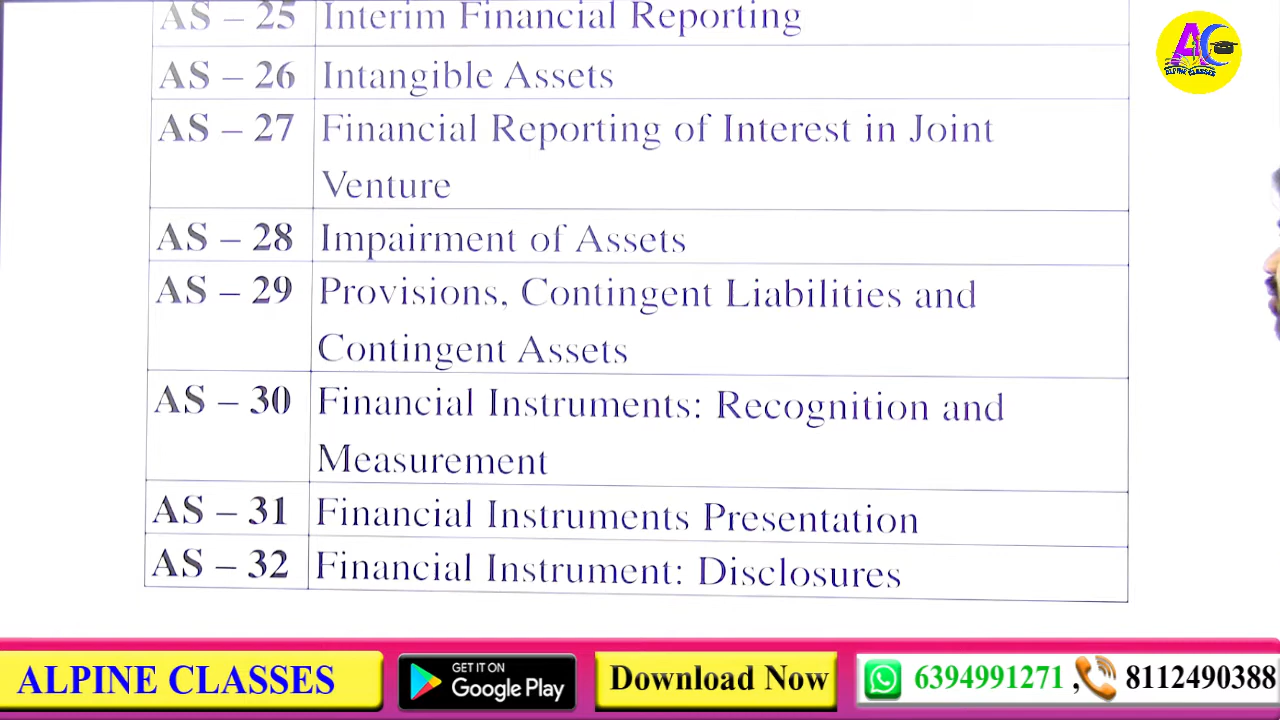 AS – 25 Interim Financial Reporting
AS – 26 Intangible Assets
AS – 27 Financial Reporting of Interest in Joint
Venture
AS – 28 Impairment of Assets
AS – 29 Provisions, Contingent Liabilities and
Contingent Assets
AS – 30 Financial Instruments: Recognition and
Measurement
AS – 31 Financial Instruments Presentation
AS – 32 Financial Instrument: Disclosures
AC
ALPINE CLASSES
ALPINE CLASSES
GET IT ON
Google Play
Download Now
6394991271 , 8112490388